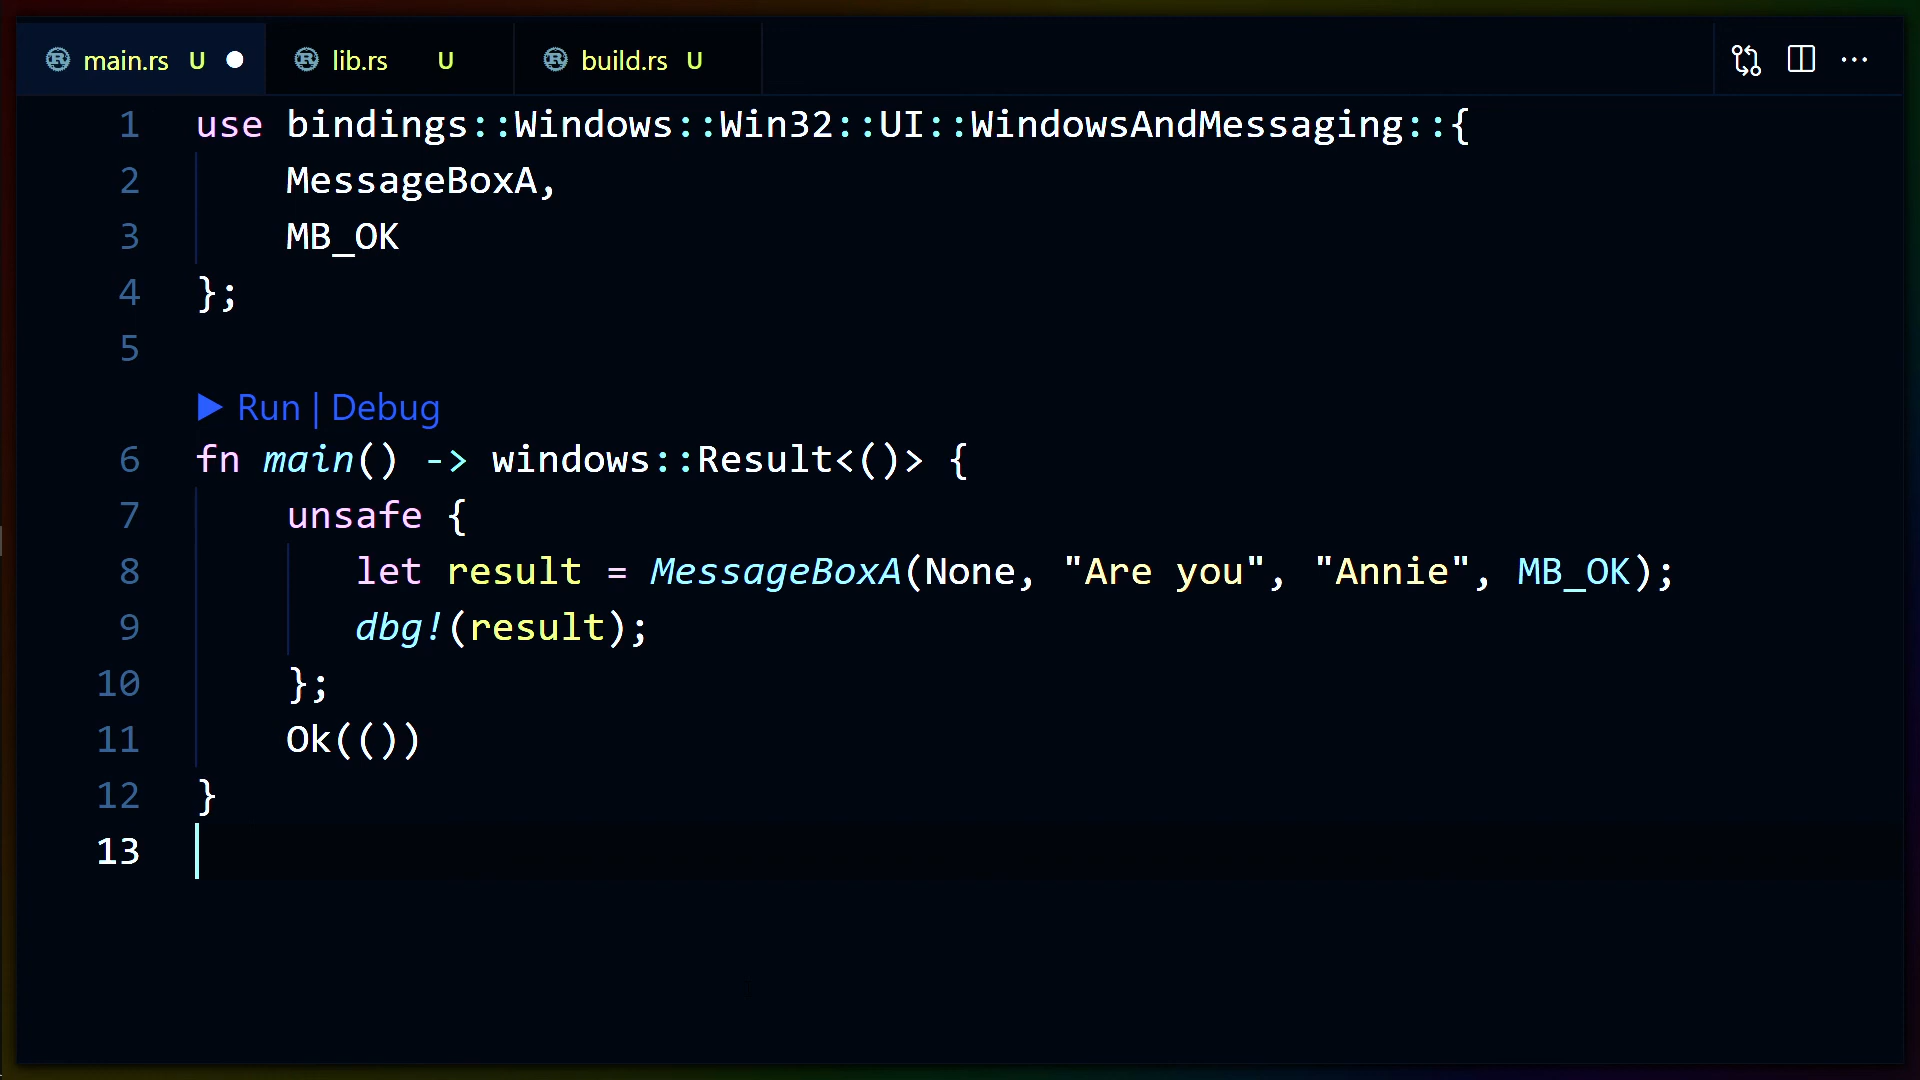 main.rs U ● lib.rs U build.rs U ···
1 use bindings::Windows::Win32::UI::WindowsAndMessaging::{
2     MessageBoxA,
3     MB_OK
4 };
5
▶ Run | Debug
6 fn main() -> windows::Result<()> {
7     unsafe {
8        let result = MessageBoxA(None, "Are you", "Annie", MB_OK);
9        dbg!(result);
10     };
11     Ok(())
12 }
13